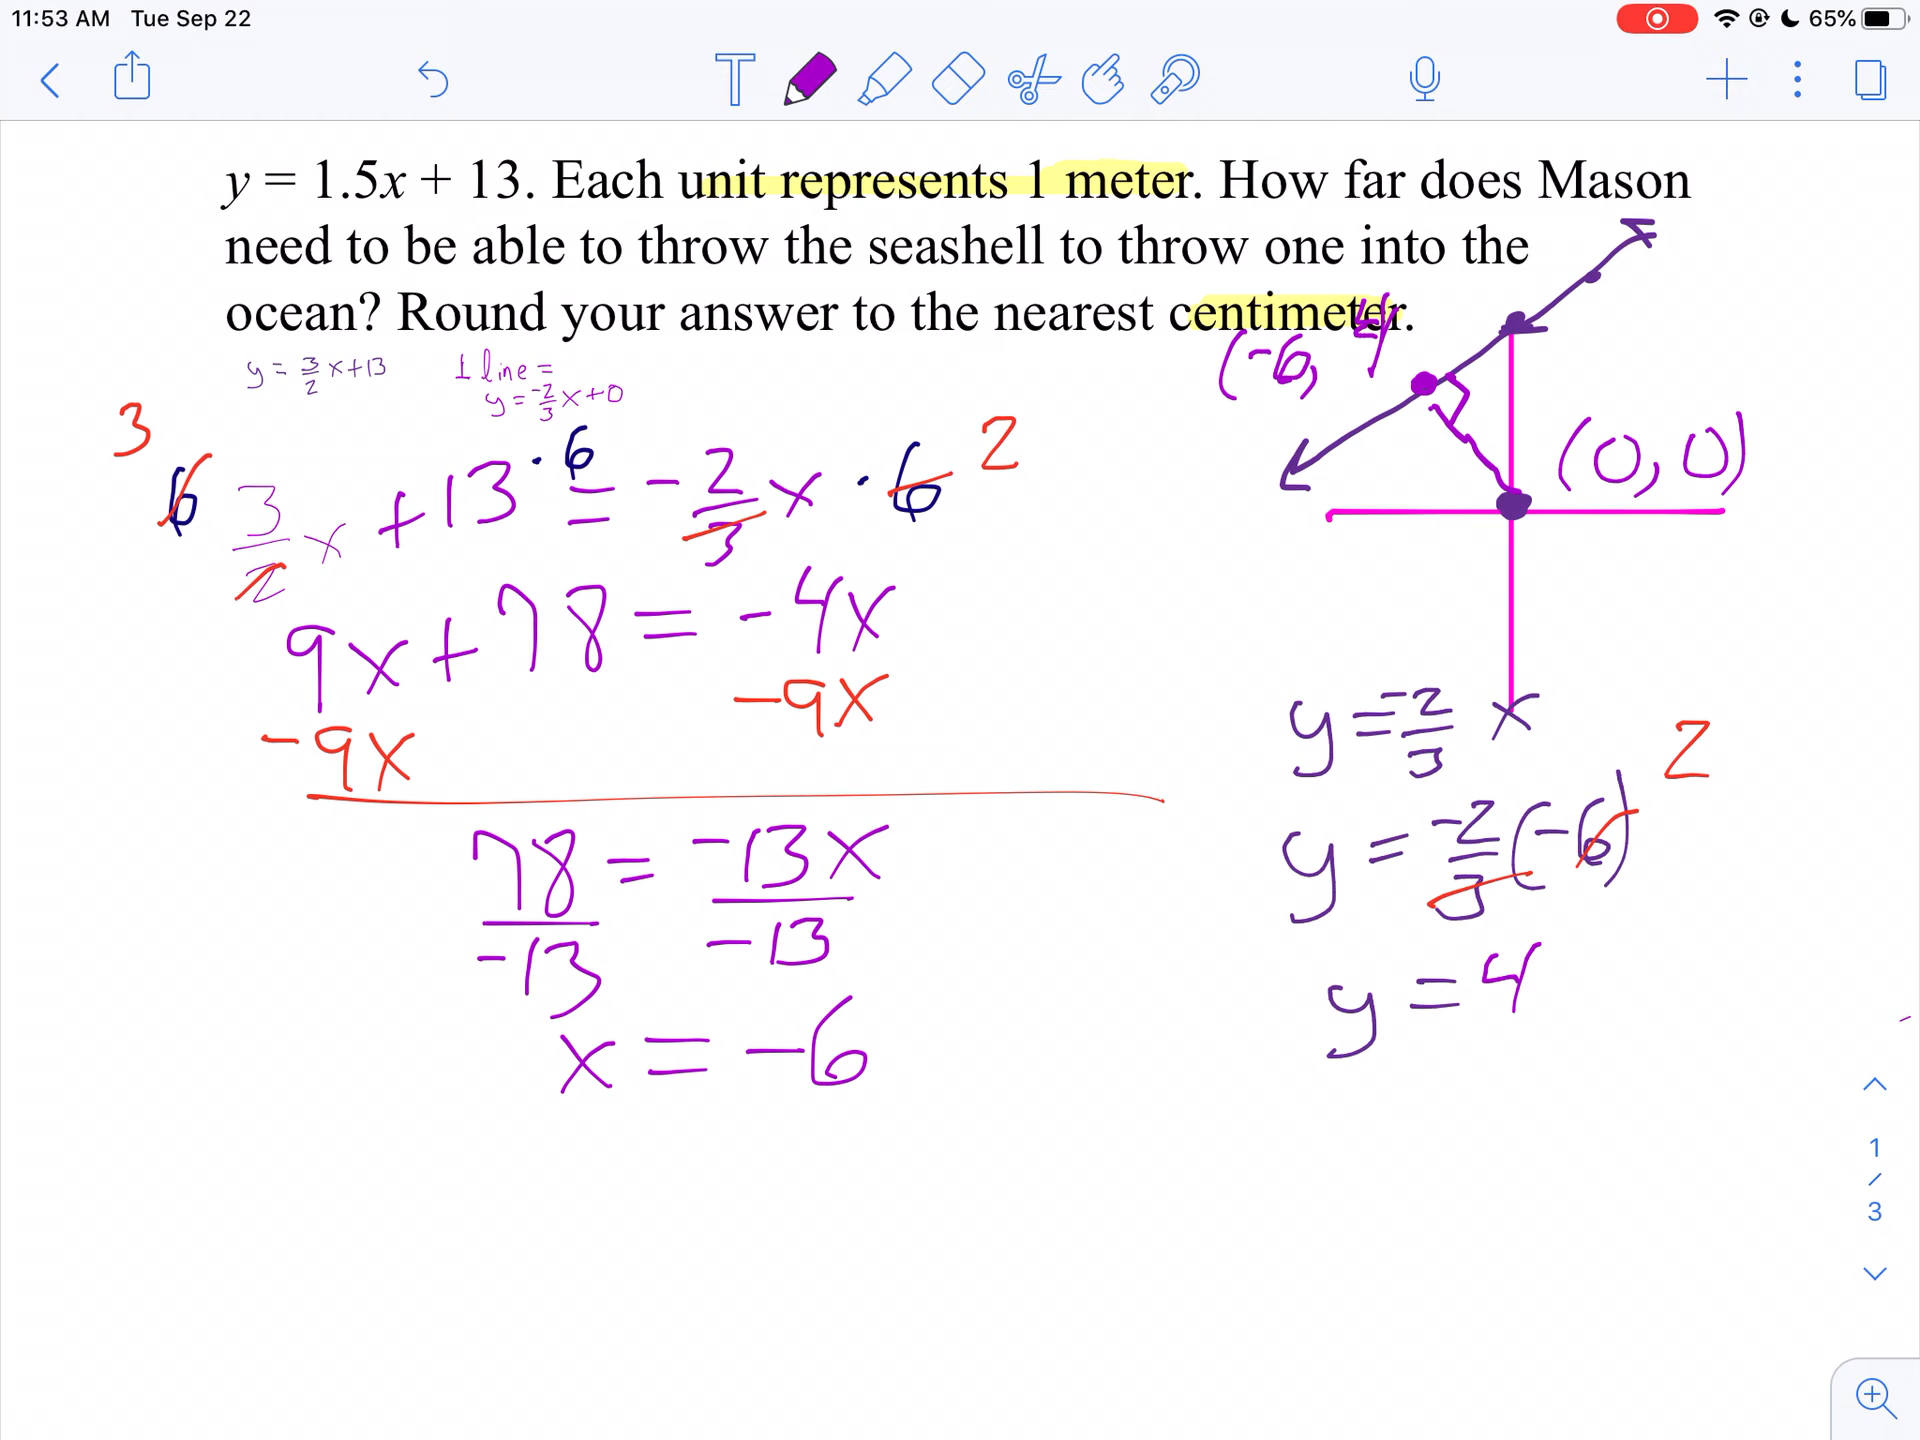 11:53 AM Tue Sep 22
65%
T
y = 1.5x + 13. Each unit represents 1 meter. How far does Mason
need to be able to throw the seashell to throw one into the
ocean? Round your answer to the nearest centimeter.
y = 3/2 x + 13
⊥ line =
y = -2/3 x + 0
(-6, 4)
(0, 0)
3 6 3/2 x + 13 · 6 = - 2/3 x · 6 2
9x + 78 = -4x
-9x -9x
78 = -13x
-13 -13
x = -6
y = -2/3 x
y = -2/3 (-6) 2
y = 4
1
/
3